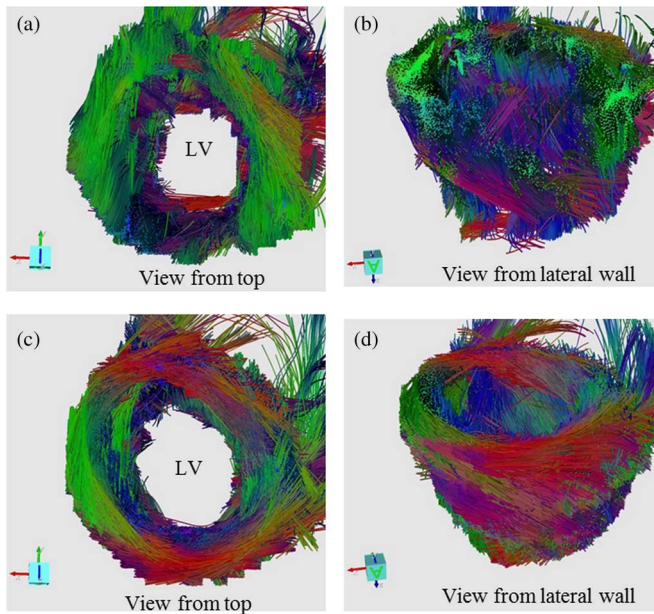 (a)
LV
View from top
(b)
A
View from lateral wall
(c)
LV
View from top
(d)
A
View from lateral wall